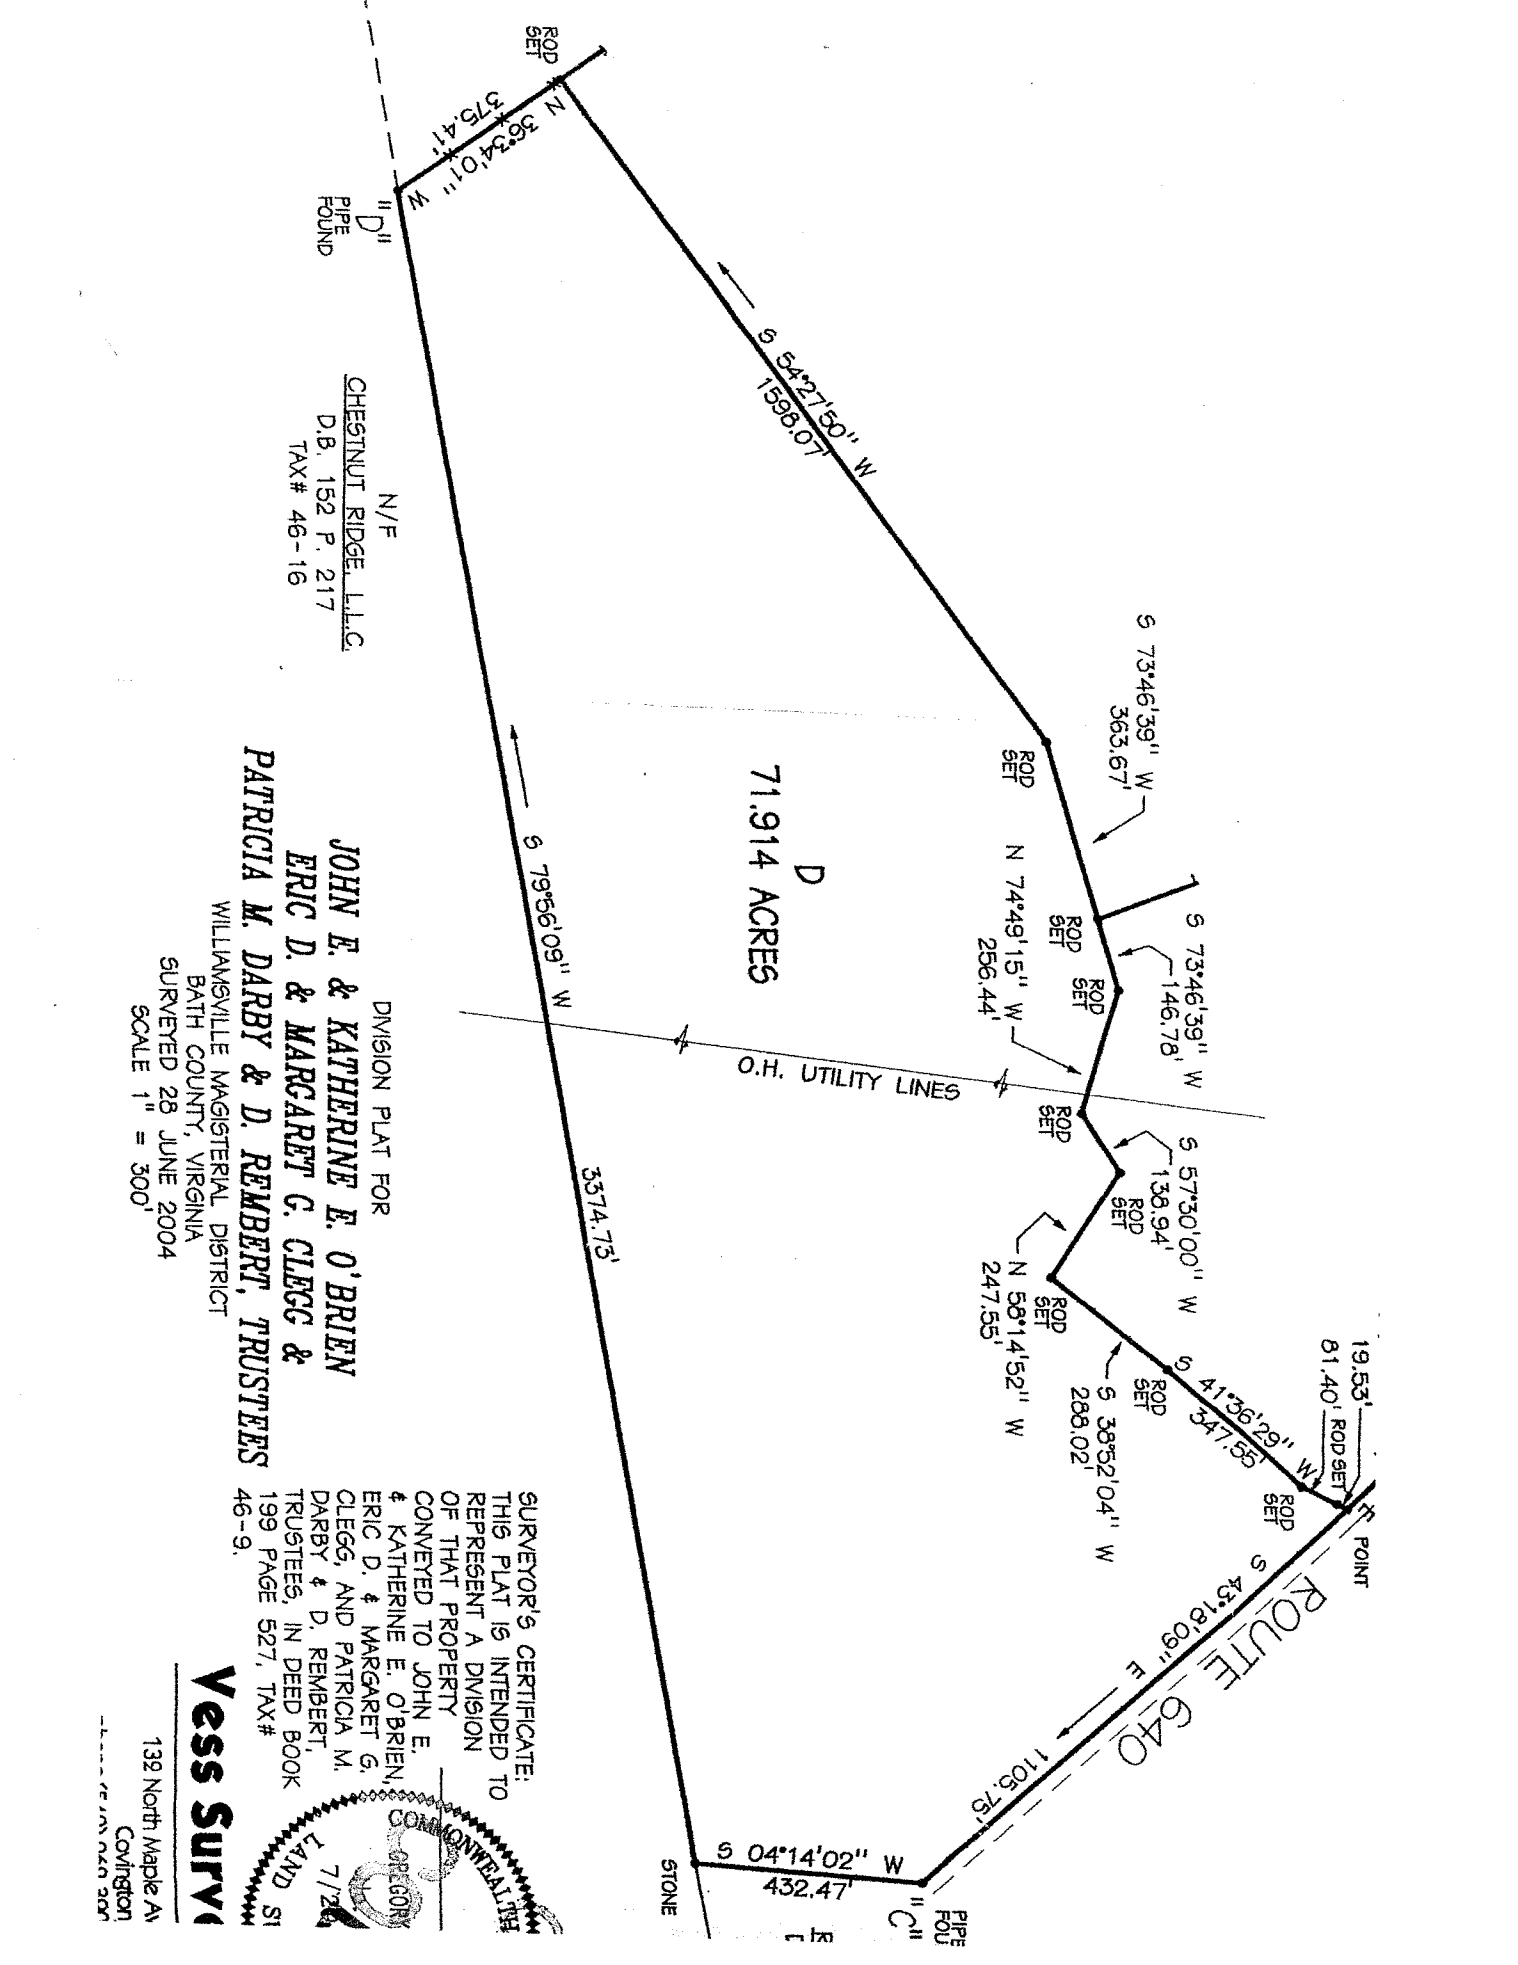 19.53'
81.40' ROD SET
POINT
S 41°36'29" W
347.55'
ROD
SET
S 43°18'09" E
1105.75'
ROUTE 640
S 73°46'39" W
146.78'
S 57°30'00" W
138.94'
ROD
SET
S 38°52'04" W
288.02'
ROD
SET
S 73°46'39" W
363.67'
ROD
SET
ROD
SET
ROD
SET
ROD
SET
N 58°14'52" W
247.55'
N 74°49'15" W
256.44'
ROD
SET
O.H. UTILITY LINES
PIPE
FOU
"C"
S 54°27'50" W
1598.07'
D
71.914 ACRES
S 04°14'02" W
432.47'
STONE
ROD
SET
N 36°34'01" W
375.41'
S 79°56'09" W
3374.73'
"D"
PIPE
FOUND
N/F
CHESTNUT RIDGE, L.L.C.
D.B. 152 P. 217
TAX# 46-16
DIVISION PLAT FOR
JOHN E. & KATHERINE E. O'BRIEN
ERIC D. & MARGARET G. CLEGG &
PATRICIA M. DARBY & D. REMBERT, TRUSTEES
WILLIAMSVILLE MAGISTERIAL DISTRICT
BATH COUNTY, VIRGINIA
SURVEYED 28 JUNE 2004
SCALE 1" = 300'
SURVEYOR'S CERTIFICATE:
THIS PLAT IS INTENDED TO
REPRESENT A DIVISION
OF THAT PROPERTY
CONVEYED TO JOHN E.
& KATHERINE E. O'BRIEN,
ERIC D. & MARGARET G.
CLEGG, AND PATRICIA M.
DARBY & D. REMBERT,
TRUSTEES, IN DEED BOOK
199 PAGE 527, TAX#
46-9.
COMMONWEALTH
GREGORY
7/2
LAND
Vess Surv
132 North Maple Av
Covington